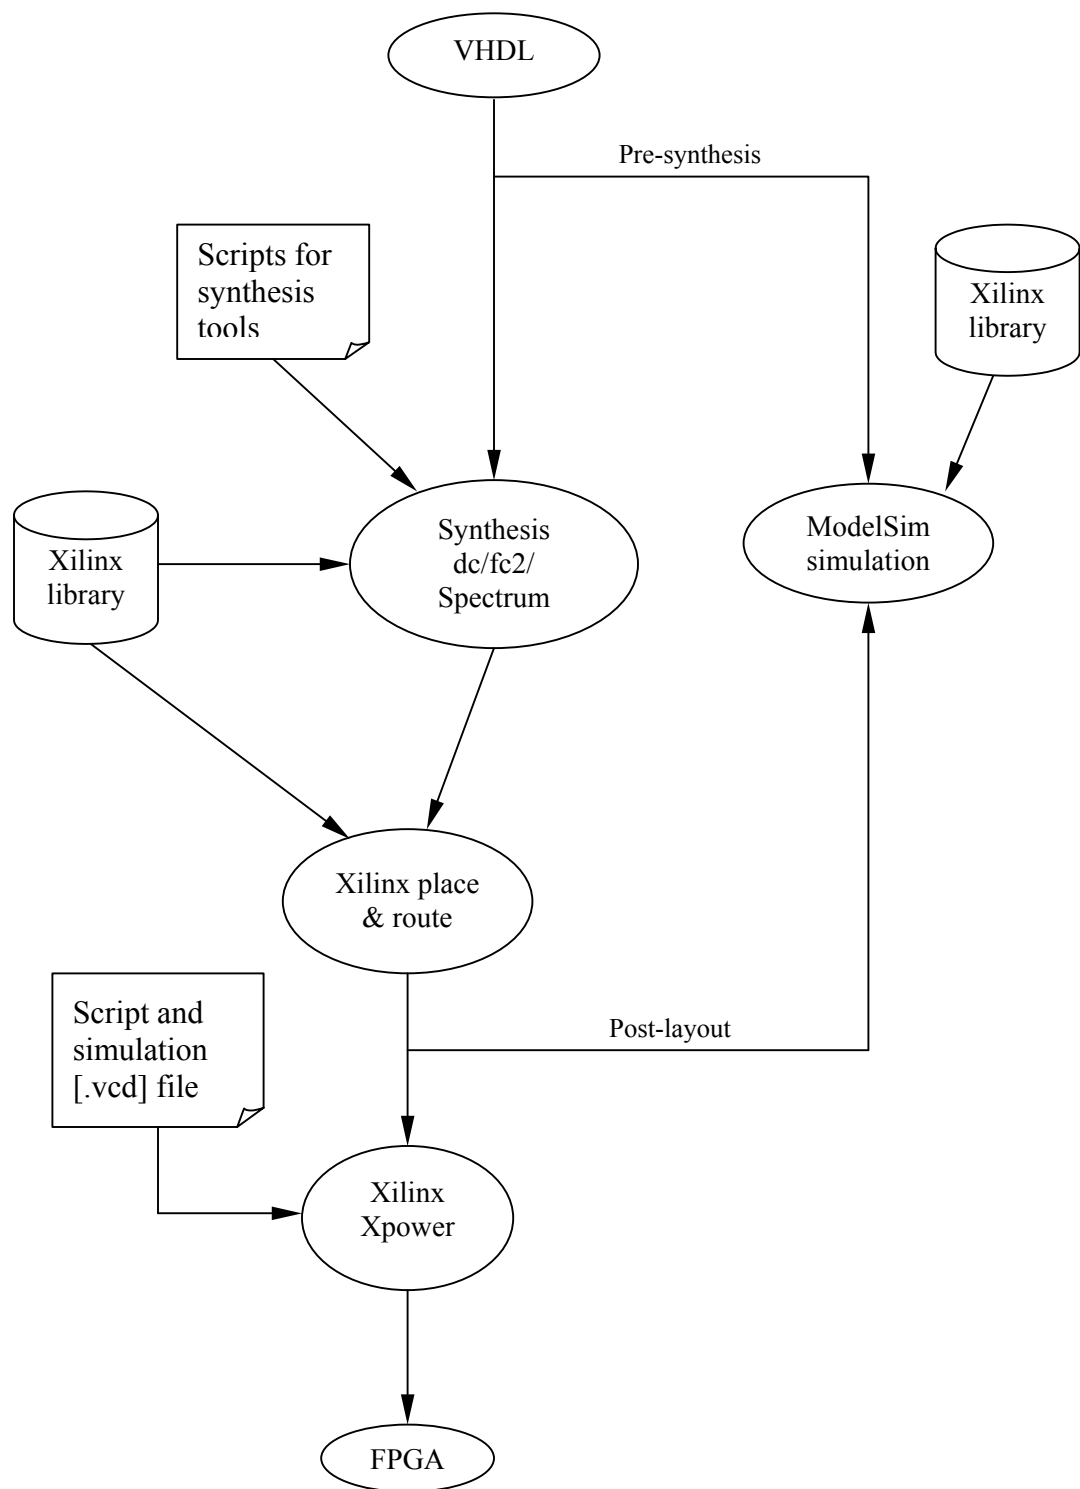 VHDL
Pre-synthesis
Scripts for
synthesis
tools
Xilinx
library
Synthesis
dc/fc2/
Spectrum
ModelSim
simulation
Xilinx
library
Xilinx place
& route
Script and
simulation
[.vcd] file
Post-layout
Xilinx
Xpower
FPGA